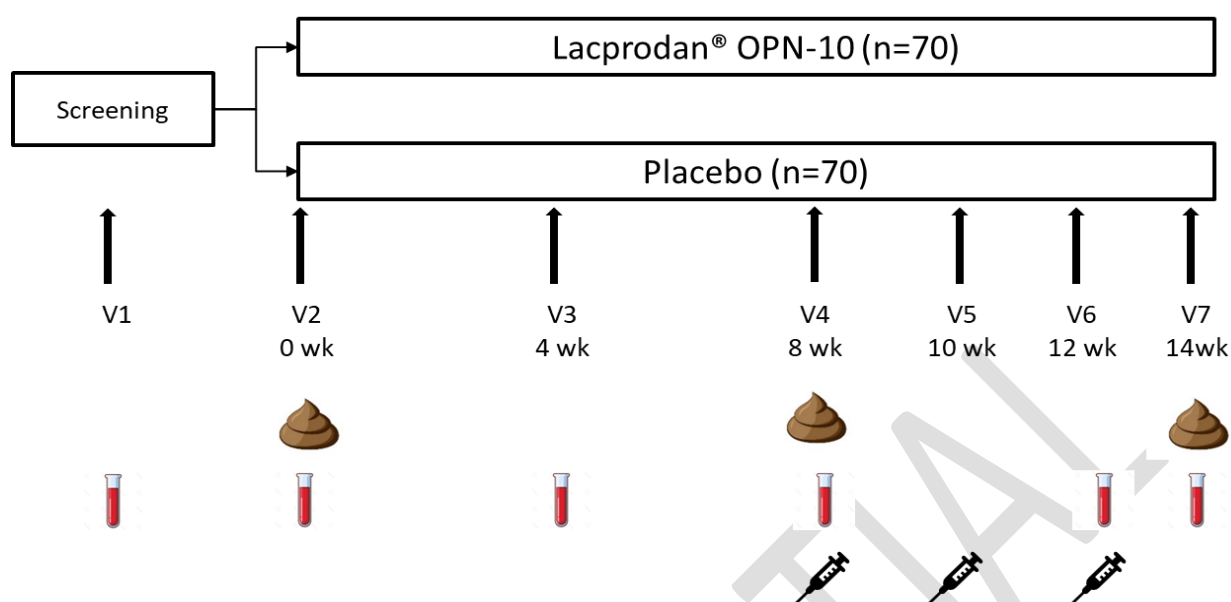 Lacprodan® OPN-10 (n=70)
Screening
Placebo (n=70)
V1 V2 V3 V4 V5 V6 V7
0 wk 4 wk 8 wk 10 wk 12 wk 14wk